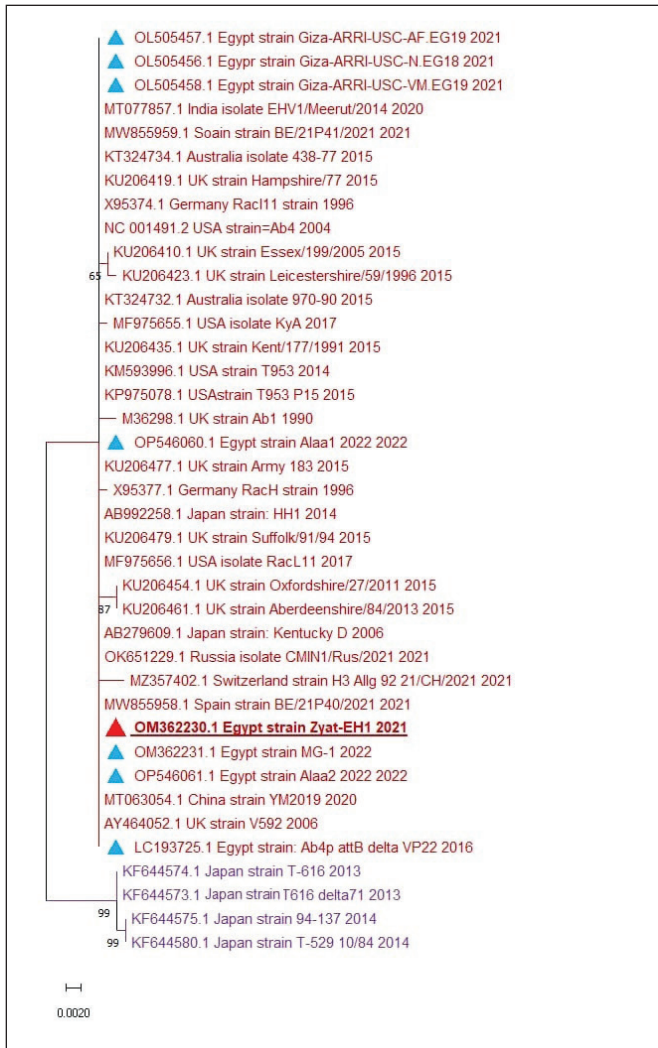 OL505457.1 Egypt strain Giza-ARRI-USC-AF.EG19 2021
OL505456.1 Egypr strain Giza-ARRI-USC-N.EG18 2021
OL505458.1 Egypt strain Giza-ARRI-USC-VM.EG19 2021
MT077857.1 India isolate EHV1/Meerut/2014 2020
MW855959.1 Soain strain BE/21P41/2021 2021
KT324734.1 Australia isolate 438-77 2015
KU206419.1 UK strain Hampshire/77 2015
X95374.1 Germany Racl11 strain 1996
NC 001491.2 USA strain=Ab4 2004
KU206410.1 UK strain Essex/199/2005 2015
65
KU206423.1 UK strain Leicestershire/59/1996 2015
KT324732.1 Australia isolate 970-90 2015
MF975655.1 USA isolate KyA 2017
KU206435.1 UK strain Kent/177/1991 2015
KM593996.1 USA strain T953 2014
KP975078.1 USAstrain T953 P15 2015
M36298.1 UK strain Ab1 1990
OP546060.1 Egypt strain Alaa1 2022 2022
KU206477.1 UK strain Army 183 2015
X95377.1 Germany RacH strain 1996
AB992258.1 Japan strain: HH1 2014
KU206479.1 UK strain Suffolk/91/94 2015
MF975656.1 USA isolate RacL11 2017
KU206454.1 UK strain Oxfordshire/27/2011 2015
87
KU206461.1 UK strain Aberdeenshire/84/2013 2015
AB279609.1 Japan strain: Kentucky D 2006
OK651229.1 Russia isolate CMIN1/Rus/2021 2021
MZ357402.1 Switzerland strain H3 Allg 92 21/CH/2021 2021
MW855958.1 Spain strain BE/21P40/2021 2021
OM362230.1 Egypt strain Zyat-EH1 2021
OM362231.1 Egypt strain MG-1 2022
OP546061.1 Egypt strain Alaa2 2022 2022
MT063054.1 China strain YM2019 2020
AY464052.1 UK strain V592 2006
LC193725.1 Egypt strain: Ab4p attB delta VP22 2016
KF644574.1 Japan strain T-616 2013
KF644573.1 Japan strain T616 delta71 2013
99
KF644575.1 Japan strain 94-137 2014
99
KF644580.1 Japan strain T-529 10/84 2014
0.0020